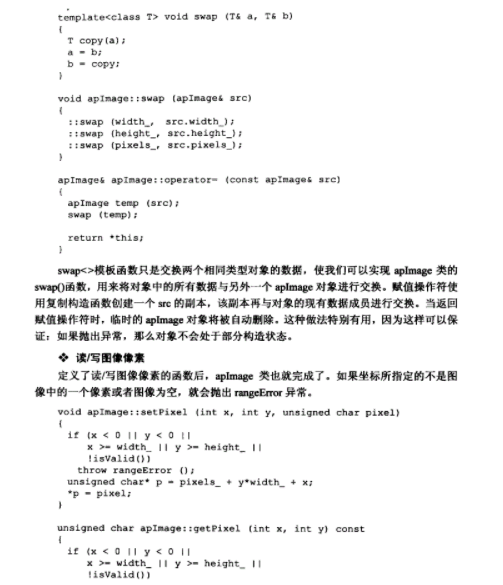 template<class T> void swap (T& a, T& b)
{
T copy(a);
a = b;
b = copy;
}
void apImage::swap (apImage& src)
{
::swap (width_, src.width_);
::swap (height_, src.height_);
::swap (pixels_, src.pixels_);
}
apImage& apImage::operator= (const apImage& src)
{
apImage temp (src);
swap (temp);
return *this;
}
swap<>模板函数只是交换两个相同类型对象的数据，使我们可以实现 apImage 类的
swap()函数，用来将对象中的所有数据与另外一个 apImage 对象进行交换。赋值操作符使
用复制构造函数创建一个 src 的副本，该副本再与对象的现有数据成员进行交换。当返回
赋值操作符时，临时的 apImage 对象将被自动删除。这种做法特别有用，因为这样可以保
证：如果抛出异常，那么对象不会处于部分构造状态。
❖ 读/写图像像素
定义了读/写图像像素的函数后，apImage 类也就完成了。如果坐标所指定的不是图
像中的一个像素或者图像为空，就会抛出 rangeError 异常。
void apImage::setPixel (int x, int y, unsigned char pixel)
{
if (x < 0 || y < 0 ||
x >= width_ || y >= height_ ||
!isValid())
throw rangeError ();
unsigned char* p = pixels_ + y*width_ + x;
*p = pixel;
}
unsigned char apImage::getPixel (int x, int y) const
{
if (x < 0 || y < 0 ||
x >= width_ || y >= height_ ||
!isValid())